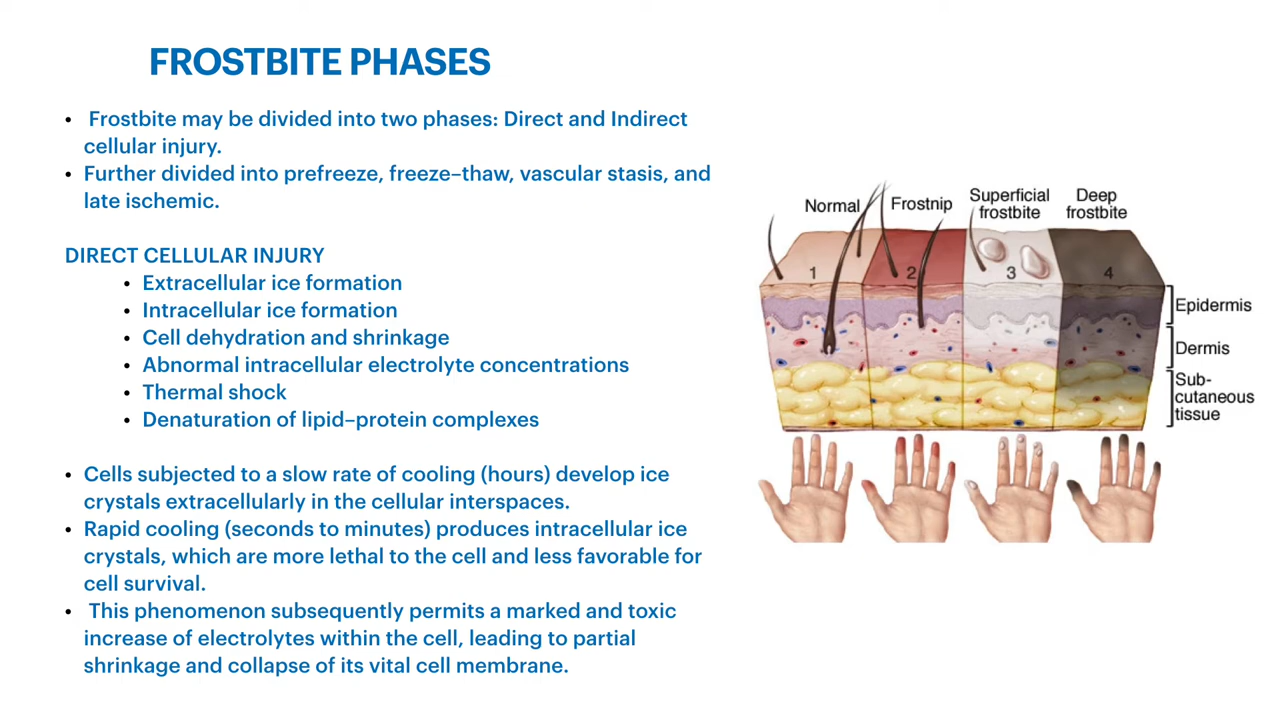 FROSTBITE PHASES
• Frostbite may be divided into two phases: Direct and Indirect
cellular injury.
• Further divided into prefreeze, freeze–thaw, vascular stasis, and
late ischemic.
DIRECT CELLULAR INJURY
• Extracellular ice formation
• Intracellular ice formation
• Cell dehydration and shrinkage
• Abnormal intracellular electrolyte concentrations
• Thermal shock
• Denaturation of lipid–protein complexes
• Cells subjected to a slow rate of cooling (hours) develop ice
crystals extracellularly in the cellular interspaces.
• Rapid cooling (seconds to minutes) produces intracellular ice
crystals, which are more lethal to the cell and less favorable for
cell survival.
• This phenomenon subsequently permits a marked and toxic
increase of electrolytes within the cell, leading to partial
shrinkage and collapse of its vital cell membrane.
Normal
Frostnip
Superficial
frostbite
Deep
frostbite
1
2
3
4
Epidermis
Dermis
Sub-
cutaneous
tissue